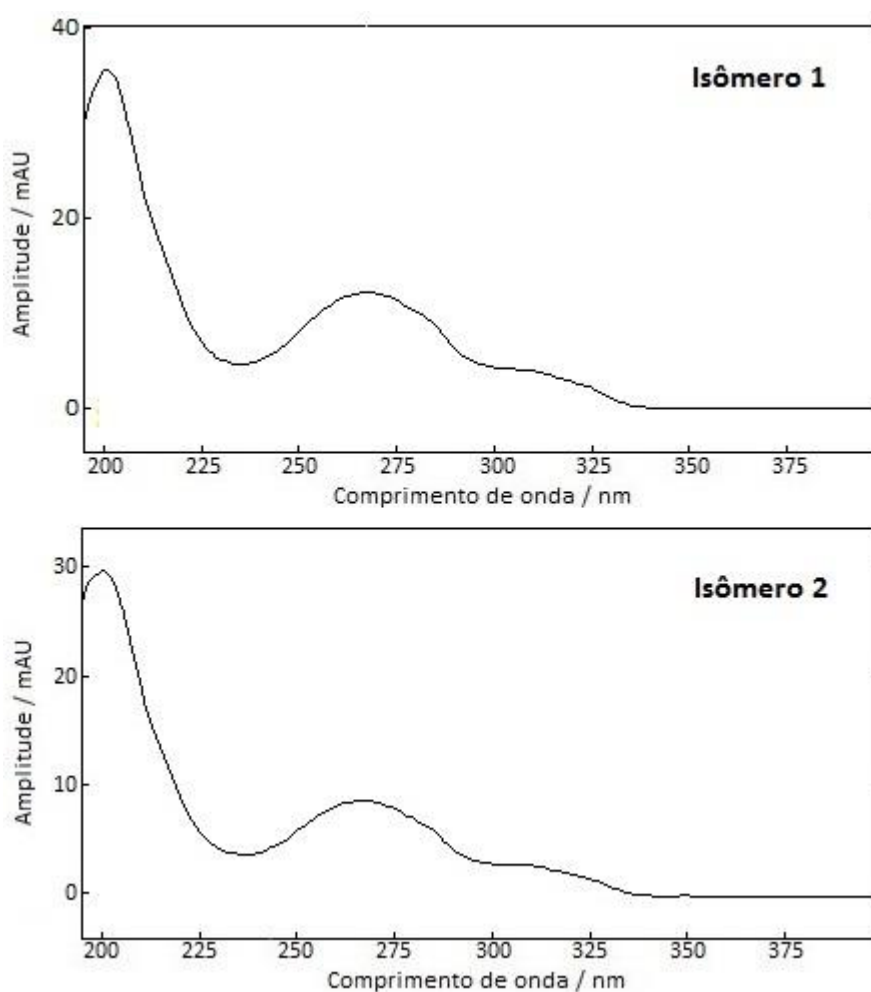 40
Isômero 1
20
0
Amplitude / mAU
200 225 250 275 300 325 350 375
Comprimento de onda / nm
30
Isômero 2
20
10
0
Amplitude / mAU
200 225 250 275 300 325 350 375
Comprimento de onda / nm